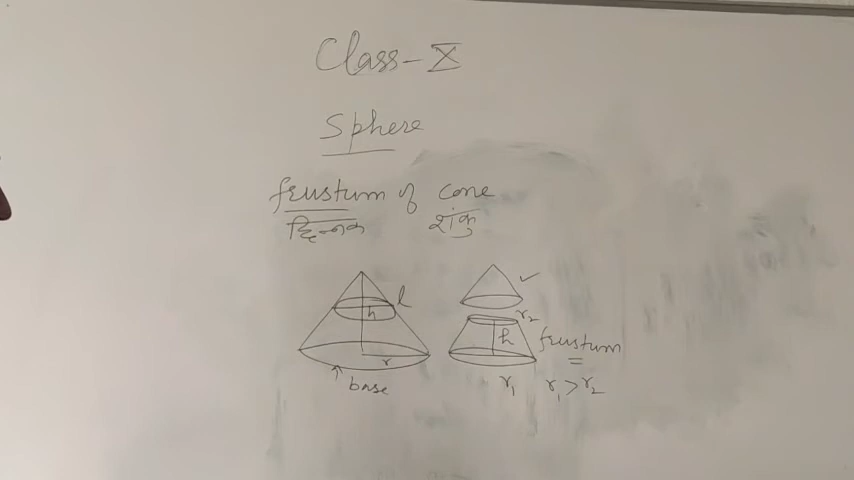 Class-X
Sphere
frustum of cone
छिन्नक शंकु
l
h
r
base
r₂
h frustum
r₁ r₁>r₂